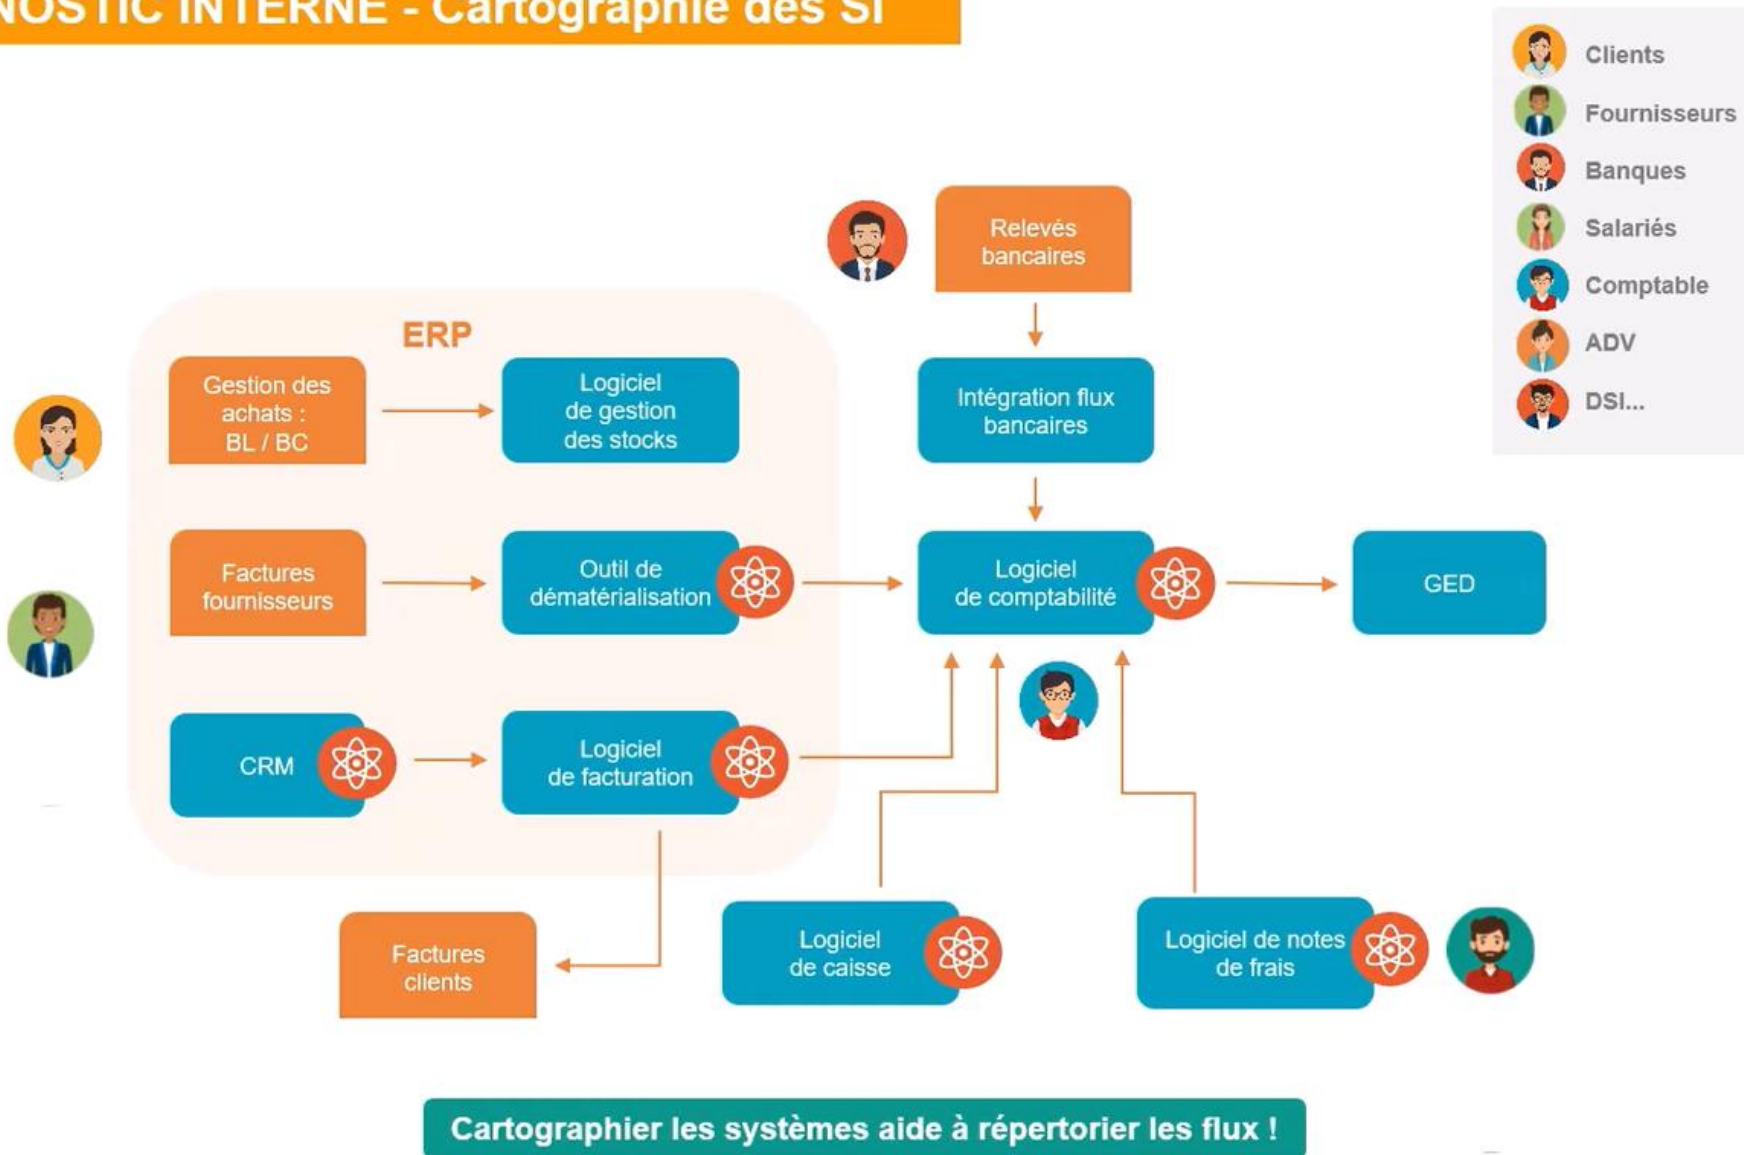 NOSTIC INTERNE - Cartographie des SI
Clients
Fournisseurs
Banques
Salariés
Comptable
ADV
DSI...
Relevés
bancaires
ERP
Gestion des
achats :
BL / BC
Logiciel
de gestion
des stocks
Intégration flux
bancaires
Factures
fournisseurs
Outil de
dématérialisation
Logiciel
de comptabilité
GED
CRM
Logiciel
de facturation
Factures
clients
Logiciel
de caisse
Logiciel de notes
de frais
Cartographier les systèmes aide à répertorier les flux !